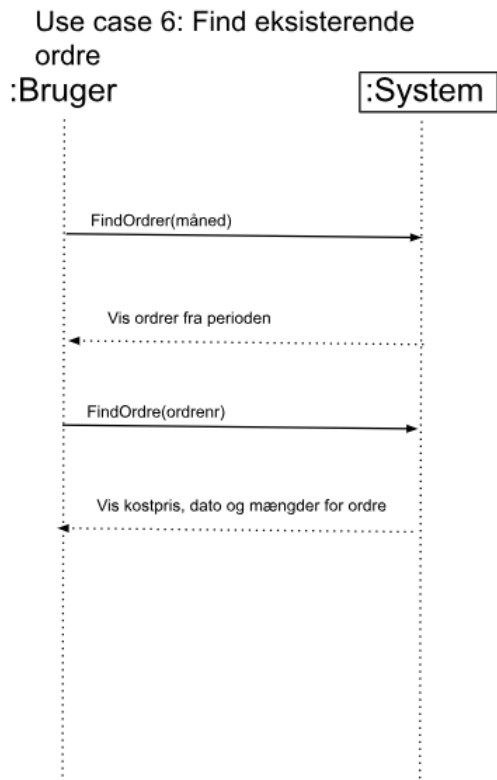 Use case 6: Find eksisterende
ordre
:Bruger
:System
FindOrdrer(måned)
Vis ordrer fra perioden
FindOrdre(ordrenr)
Vis kostpris, dato og mængder for ordre